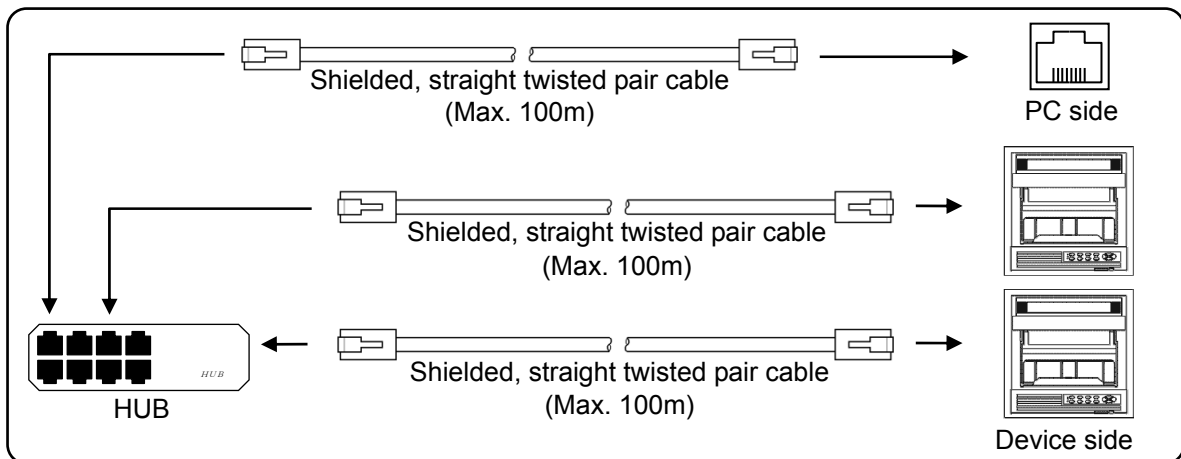 Shielded, straight twisted pair cable
(Max. 100m)
PC side
Shielded, straight twisted pair cable
(Max. 100m)
HUB
Shielded, straight twisted pair cable
(Max. 100m)
HUB
Device side